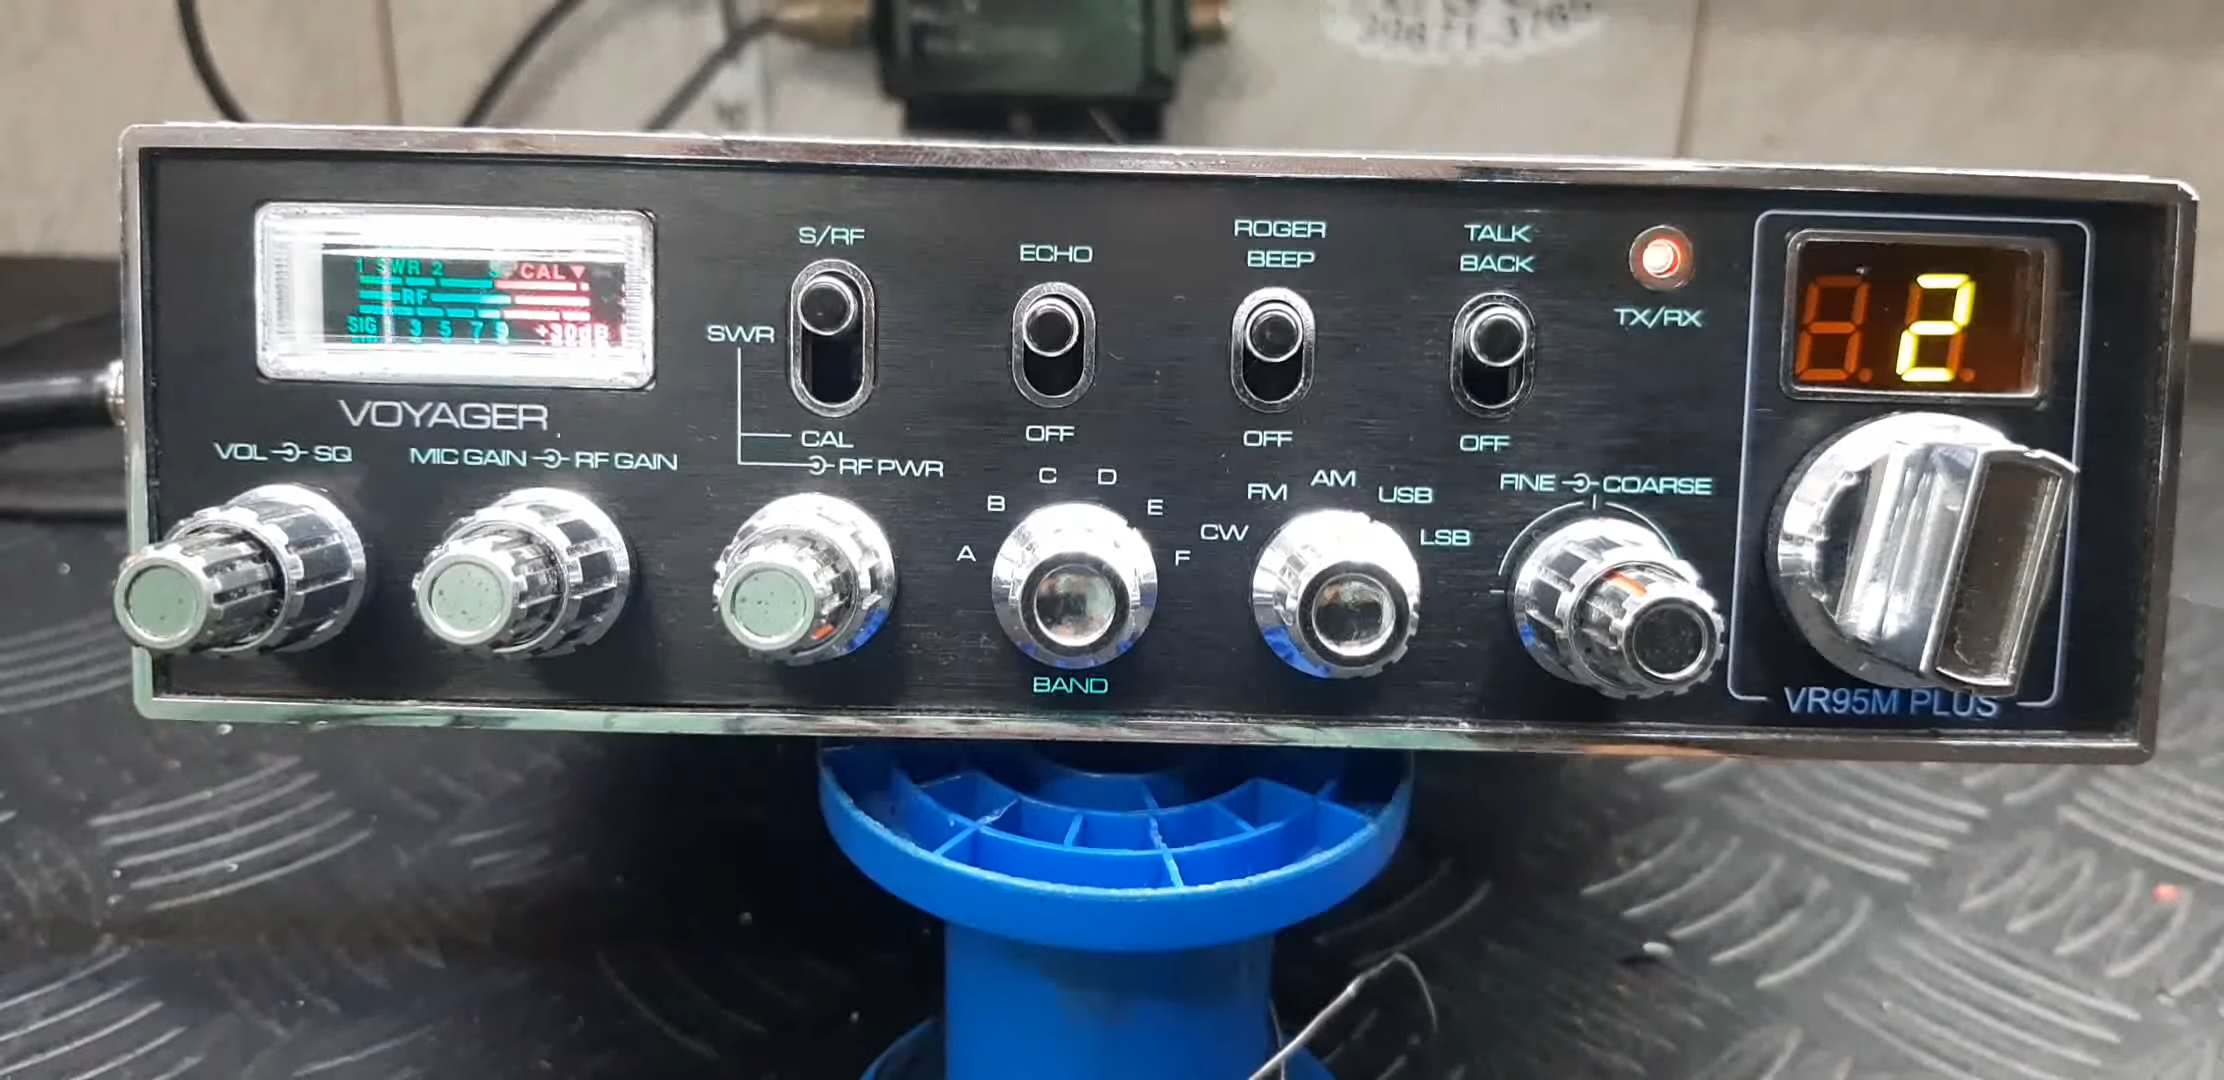 1 SWR 2 3 CAL▼
RF
SIG 3 5 7 9 +30dB
VOYAGER
VOL SQ
MIC GAIN RF GAIN
S/RF
SWR
CAL
RF PWR
ECHO
OFF
ROGER
BEEP
OFF
TALK
BACK
OFF
TX/RX
2
A B C D E F
BAND
CW FM AM USB LSB
FINE COARSE
VR95M PLUS